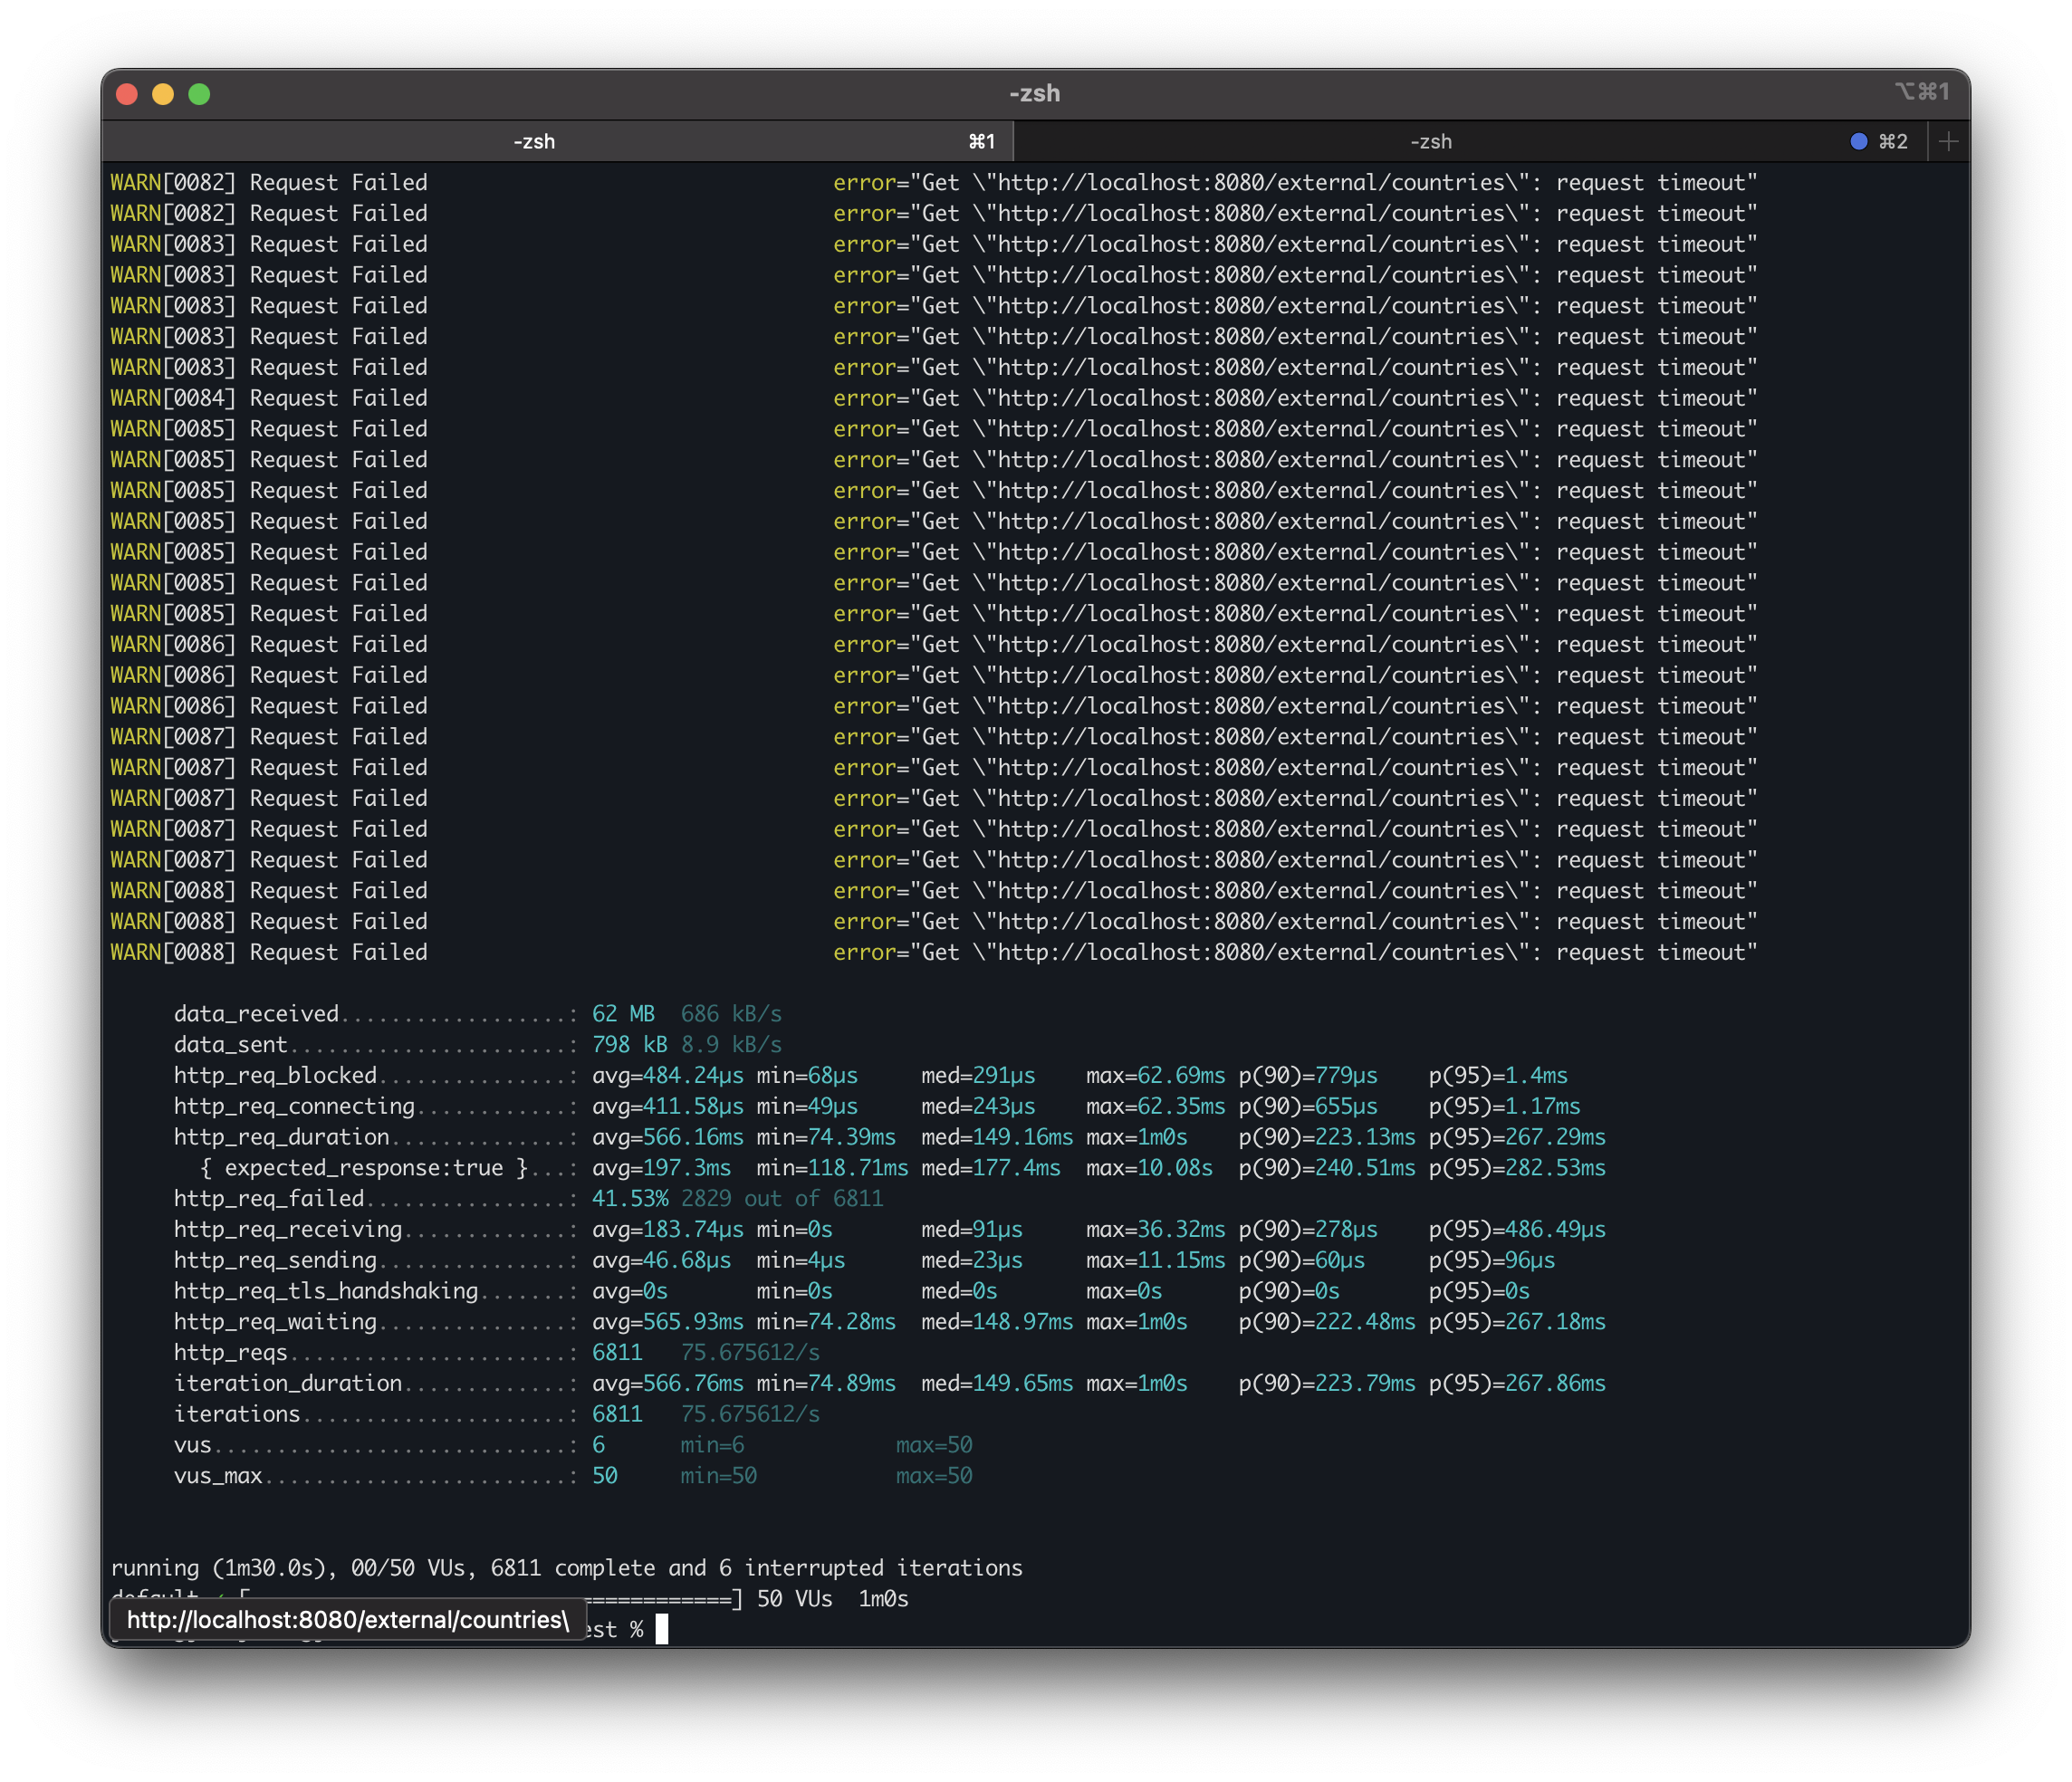 -zsh ⌥⌘1
-zsh ⌘1 -zsh ⌘2
WARN[0082] Request Failed error="Get \"http://localhost:8080/external/countries\": request timeout"
WARN[0082] Request Failed error="Get \"http://localhost:8080/external/countries\": request timeout"
WARN[0083] Request Failed error="Get \"http://localhost:8080/external/countries\": request timeout"
WARN[0083] Request Failed error="Get \"http://localhost:8080/external/countries\": request timeout"
WARN[0083] Request Failed error="Get \"http://localhost:8080/external/countries\": request timeout"
WARN[0083] Request Failed error="Get \"http://localhost:8080/external/countries\": request timeout"
WARN[0083] Request Failed error="Get \"http://localhost:8080/external/countries\": request timeout"
WARN[0084] Request Failed error="Get \"http://localhost:8080/external/countries\": request timeout"
WARN[0085] Request Failed error="Get \"http://localhost:8080/external/countries\": request timeout"
WARN[0085] Request Failed error="Get \"http://localhost:8080/external/countries\": request timeout"
WARN[0085] Request Failed error="Get \"http://localhost:8080/external/countries\": request timeout"
WARN[0085] Request Failed error="Get \"http://localhost:8080/external/countries\": request timeout"
WARN[0085] Request Failed error="Get \"http://localhost:8080/external/countries\": request timeout"
WARN[0085] Request Failed error="Get \"http://localhost:8080/external/countries\": request timeout"
WARN[0085] Request Failed error="Get \"http://localhost:8080/external/countries\": request timeout"
WARN[0086] Request Failed error="Get \"http://localhost:8080/external/countries\": request timeout"
WARN[0086] Request Failed error="Get \"http://localhost:8080/external/countries\": request timeout"
WARN[0086] Request Failed error="Get \"http://localhost:8080/external/countries\": request timeout"
WARN[0087] Request Failed error="Get \"http://localhost:8080/external/countries\": request timeout"
WARN[0087] Request Failed error="Get \"http://localhost:8080/external/countries\": request timeout"
WARN[0087] Request Failed error="Get \"http://localhost:8080/external/countries\": request timeout"
WARN[0087] Request Failed error="Get \"http://localhost:8080/external/countries\": request timeout"
WARN[0087] Request Failed error="Get \"http://localhost:8080/external/countries\": request timeout"
WARN[0088] Request Failed error="Get \"http://localhost:8080/external/countries\": request timeout"
WARN[0088] Request Failed error="Get \"http://localhost:8080/external/countries\": request timeout"
WARN[0088] Request Failed error="Get \"http://localhost:8080/external/countries\": request timeout"
data_received..................: 62 MB 686 kB/s
data_sent......................: 798 kB 8.9 kB/s
http_req_blocked...............: avg=484.24µs min=68µs med=291µs max=62.69ms p(90)=779µs p(95)=1.4ms
http_req_connecting............: avg=411.58µs min=49µs med=243µs max=62.35ms p(90)=655µs p(95)=1.17ms
http_req_duration..............: avg=566.16ms min=74.39ms med=149.16ms max=1m0s p(90)=223.13ms p(95)=267.29ms
{ expected_response:true }...: avg=197.3ms min=118.71ms med=177.4ms max=10.08s p(90)=240.51ms p(95)=282.53ms
http_req_failed................: 41.53% 2829 out of 6811
http_req_receiving.............: avg=183.74µs min=0s med=91µs max=36.32ms p(90)=278µs p(95)=486.49µs
http_req_sending...............: avg=46.68µs min=4µs med=23µs max=11.15ms p(90)=60µs p(95)=96µs
http_req_tls_handshaking.......: avg=0s min=0s med=0s max=0s p(90)=0s p(95)=0s
http_req_waiting...............: avg=565.93ms min=74.28ms med=148.97ms max=1m0s p(90)=222.48ms p(95)=267.18ms
http_reqs......................: 6811 75.675612/s
iteration_duration.............: avg=566.76ms min=74.89ms med=149.65ms max=1m0s p(90)=223.79ms p(95)=267.86ms
iterations.....................: 6811 75.675612/s
vus............................: 6 min=6 max=50
vus_max........................: 50 min=50 max=50
running (1m30.0s), 00/50 VUs, 6811 complete and 6 interrupted iterations
default ✓ [============] 50 VUs 1m0s
http://localhost:8080/external/countries\
est %